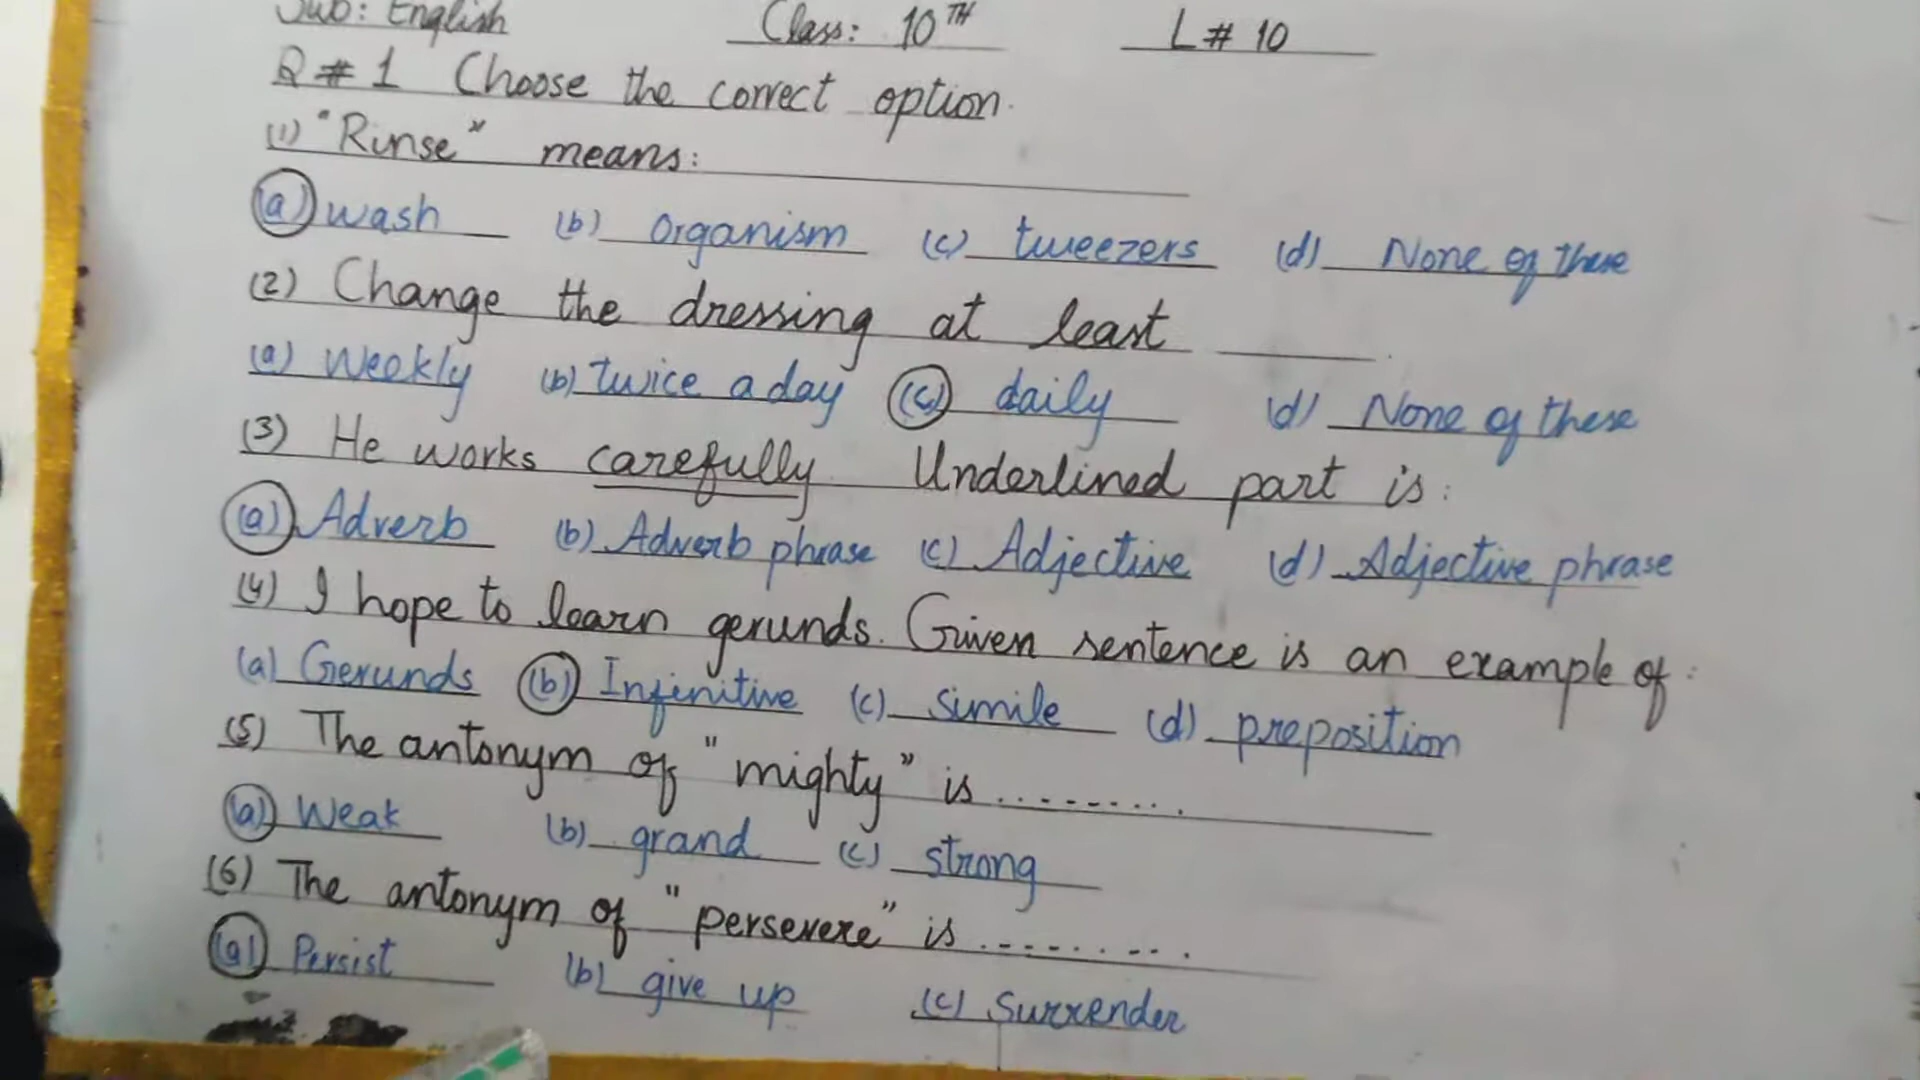 Sub: English Class: 10TH L# 10
Q#1 Choose the correct option.
(1) "Rinse" means:
(a) wash (b) organism (c) tweezers (d) None of these
(2) Change the dressing at least ______.
(a) Weekly (b) twice a day (c) daily (d) None of these
(3) He works carefully. Underlined part is:
(a) Adverb (b) Adverb phrase (c) Adjective (d) Adjective phrase
(4) I hope to learn gerunds. Given sentence is an example of:
(a) Gerunds (b) Infinitive (c) simile (d) preposition
(5) The antonym of "mighty" is .........
(a) Weak (b) grand (c) strong
(6) The antonym of "persevere" is .........
(a) Persist (b) give up (c) Surrender